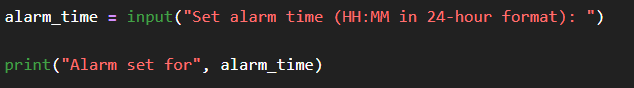 alarm_time = input("Set alarm time (HH:MM in 24-hour format): ")
print("Alarm set for", alarm_time)